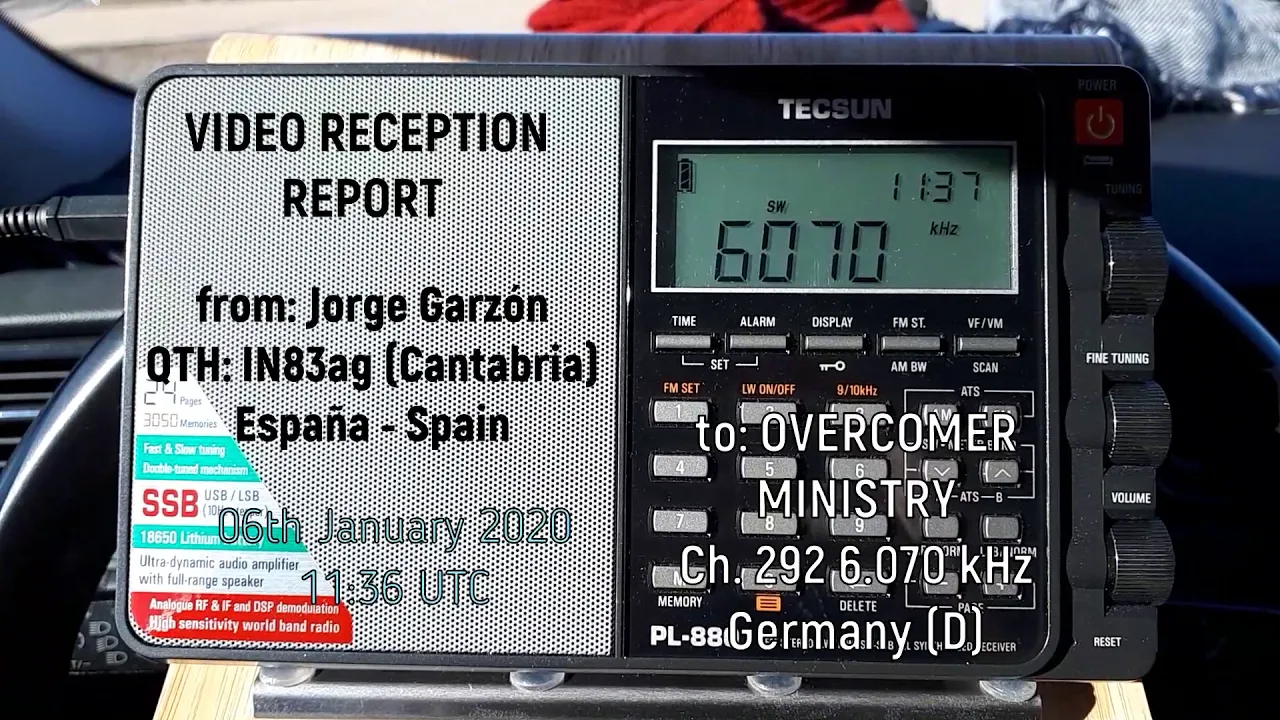 VIDEO RECEPTION
REPORT
from: Jorge Garzón
QTH: IN83ag (Cantabria)
España - Spain
06th January 2020
11:36 UTC
24 Pages
3050 Memories
Fast & Slow tuning
Double-tuned mechanism
SSB USB / LSB
18650 Lithium
Ultra-dynamic audio amplifier
with full-range speaker
Analogue RF & IF and DSP demodulation
High sensitivity world band radio
TECSUN
11:37
SW
6070 kHz
TIME ALARM DISPLAY FM ST. VF/VM
SET AM BW SCAN
FM SET LW ON/OFF 9/10kHz ATS
1
to: OVERCOMER
4 5 6
MINISTRY
ATS—B
7 8 9
Ch. 292 6.070 kHz
MEMORY DELETE PAGE
Germany (D)
PL-880
RECEIVER
POWER
TUNING
FINE TUNING
VOLUME
RESET